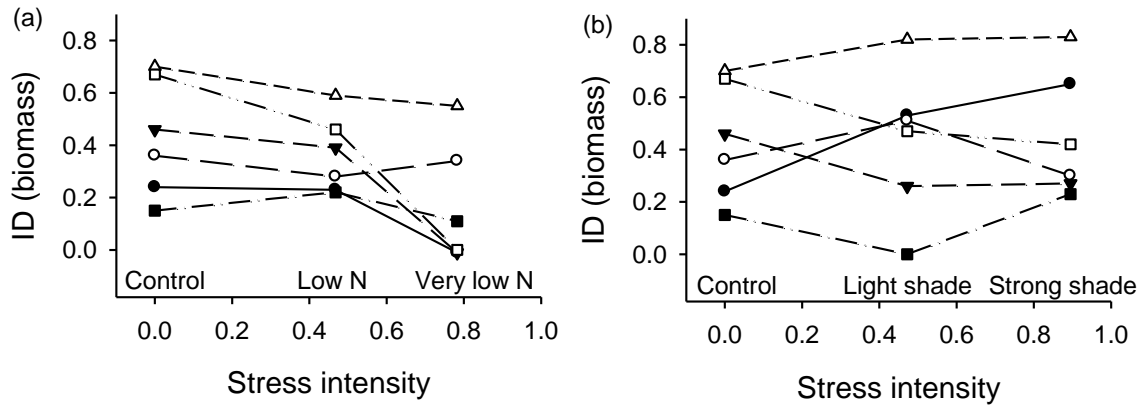 (a)
ID (biomass)
0.8
0.6
0.4
0.2
0.0
Control Low N Very low N
0.0 0.2 0.4 0.6 0.8 1.0
Stress intensity
(b)
ID (biomass)
0.8
0.6
0.4
0.2
0.0
Control Light shade Strong shade
0.0 0.2 0.4 0.6 0.8 1.0
Stress intensity